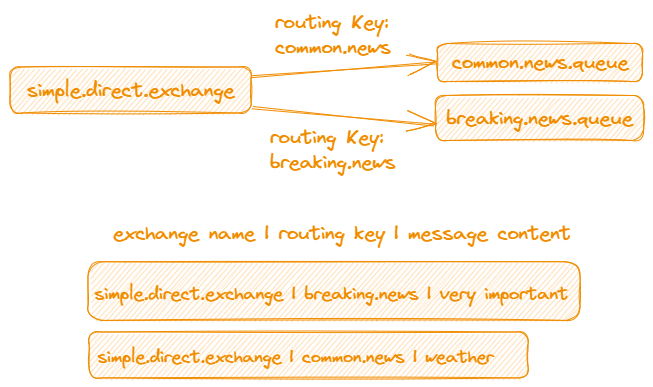 routing Key:
common.news
simple.direct.exchange
common.news.queue
breaking.news.queue
routing Key:
breaking.news
exchange name | routing key | message content
simple.direct.exchange | breaking.news | very important
simple.direct.exchange | common.news | weather